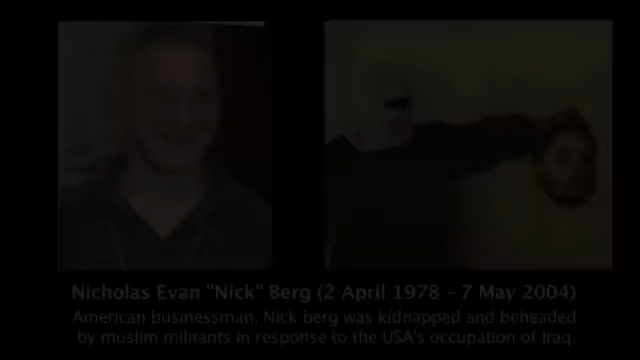 Nicholas Evan "Nick" Berg (2 April 1978 – 7 May 2004)
American businessman, Nick berg was kidnapped and beheaded
by muslim militants in response to the USA's occupation of Iraq.